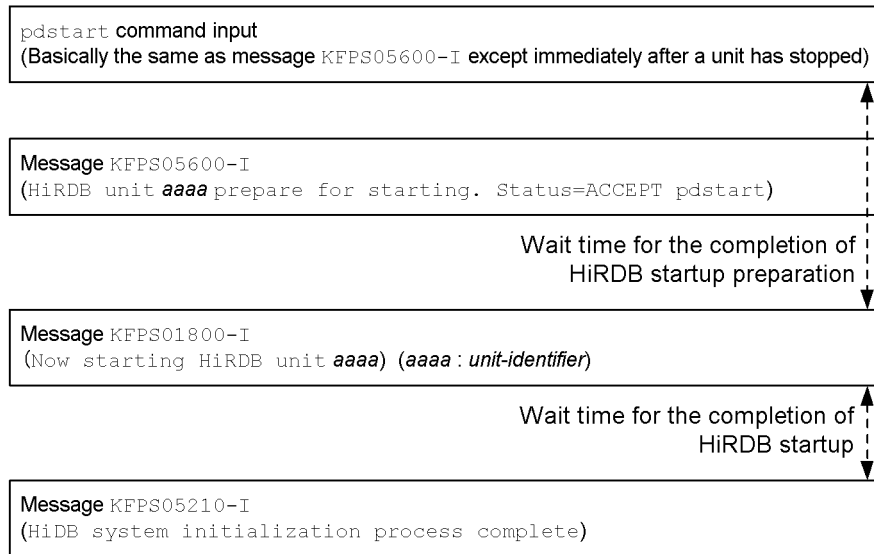 pdstart command input
(Basically the same as message KFPS05600-I except immediately after a unit has stopped)
Message KFPS05600-I
(HiRDB unit aaaa prepare for starting. Status=ACCEPT pdstart)
Wait time for the completion of
HiRDB startup preparation
Message KFPS01800-I
(Now starting HiRDB unit aaaa) (aaaa : unit-identifier)
Wait time for the completion of
HiRDB startup
Message KFPS05210-I
(HiDB system initialization process complete)